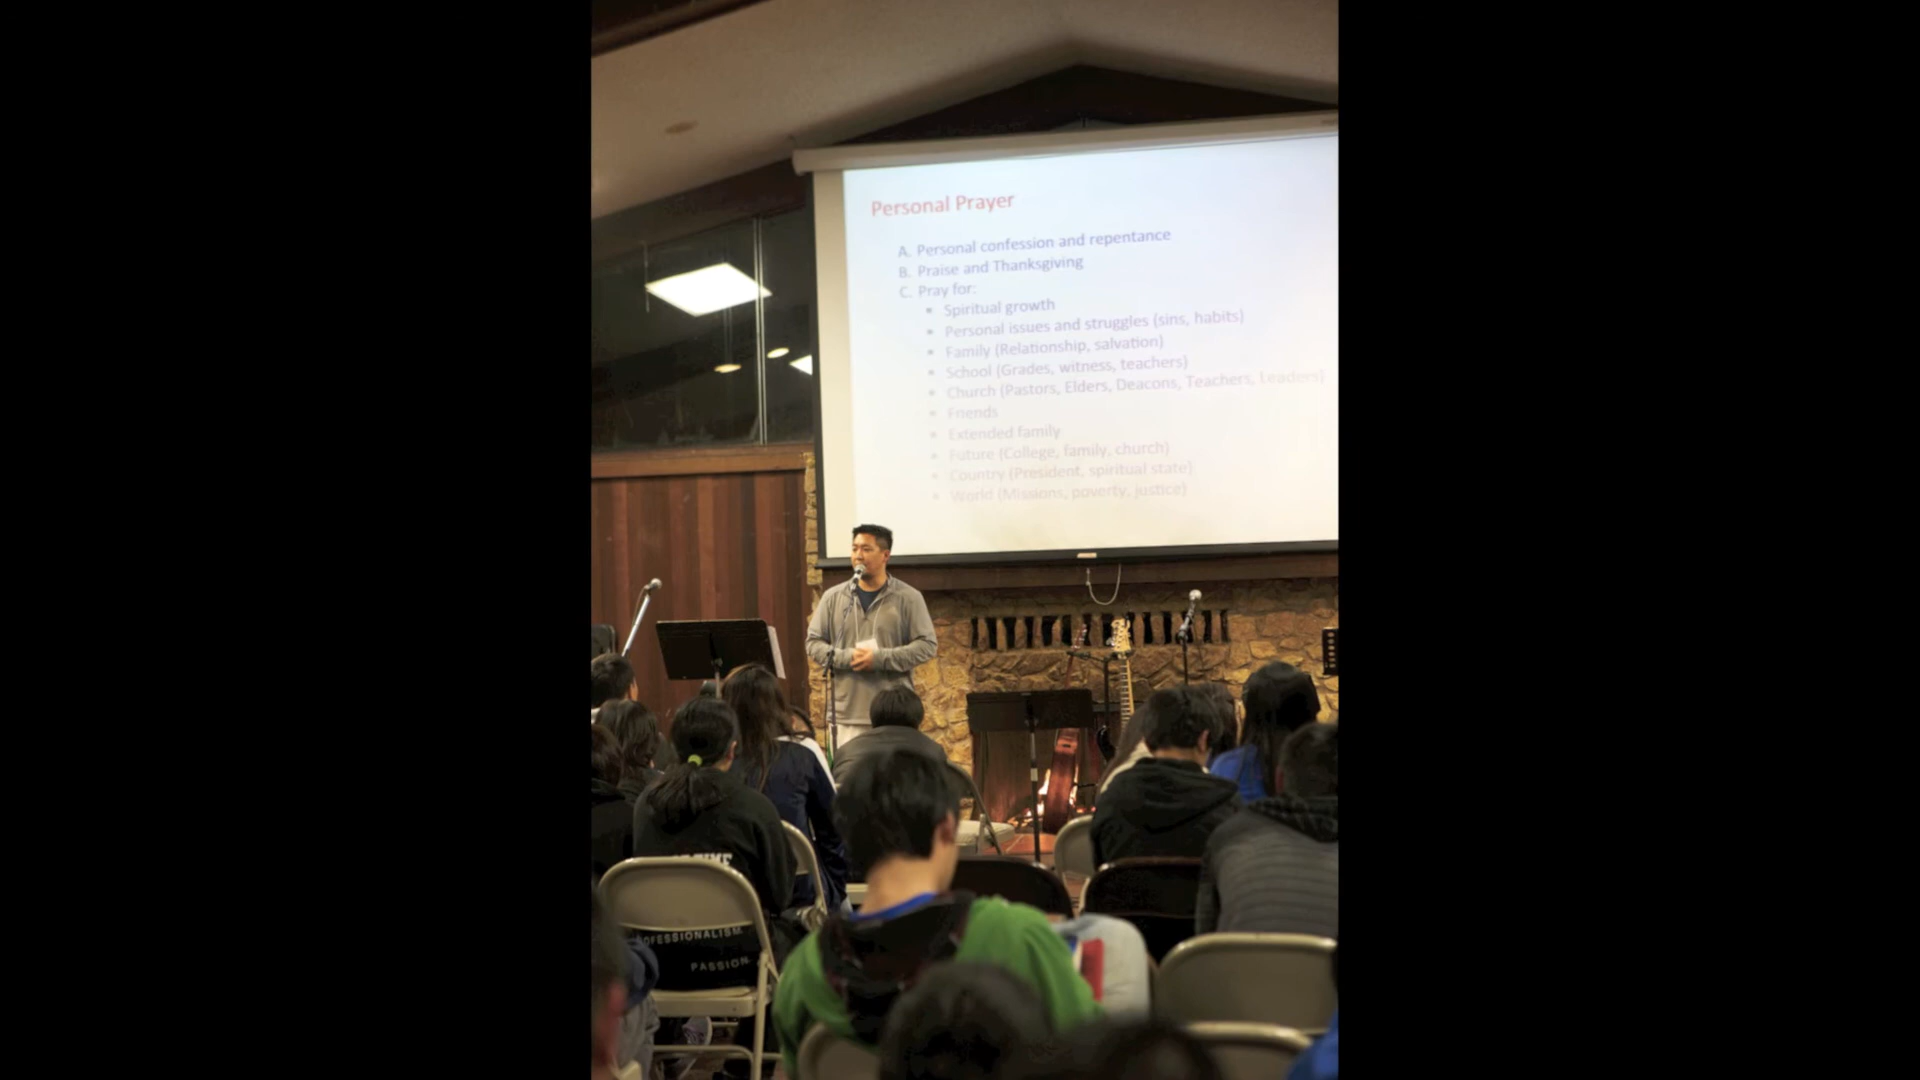 Personal Prayer
A. Personal confession and repentance
B. Praise and Thanksgiving
C. Pray for:
▪ Spiritual growth
▪ Personal issues and struggles (sins, habits)
▪ Family (Relationship, salvation)
▪ School (Grades, witness, teachers)
▪ Church (Pastors, Elders, Deacons, Teachers, Leaders)
▪ Friends
▪ Extended family
▪ Future (College, family, church)
▪ Country (President, spiritual state)
▪ World (Missions, poverty, justice)
PASSION